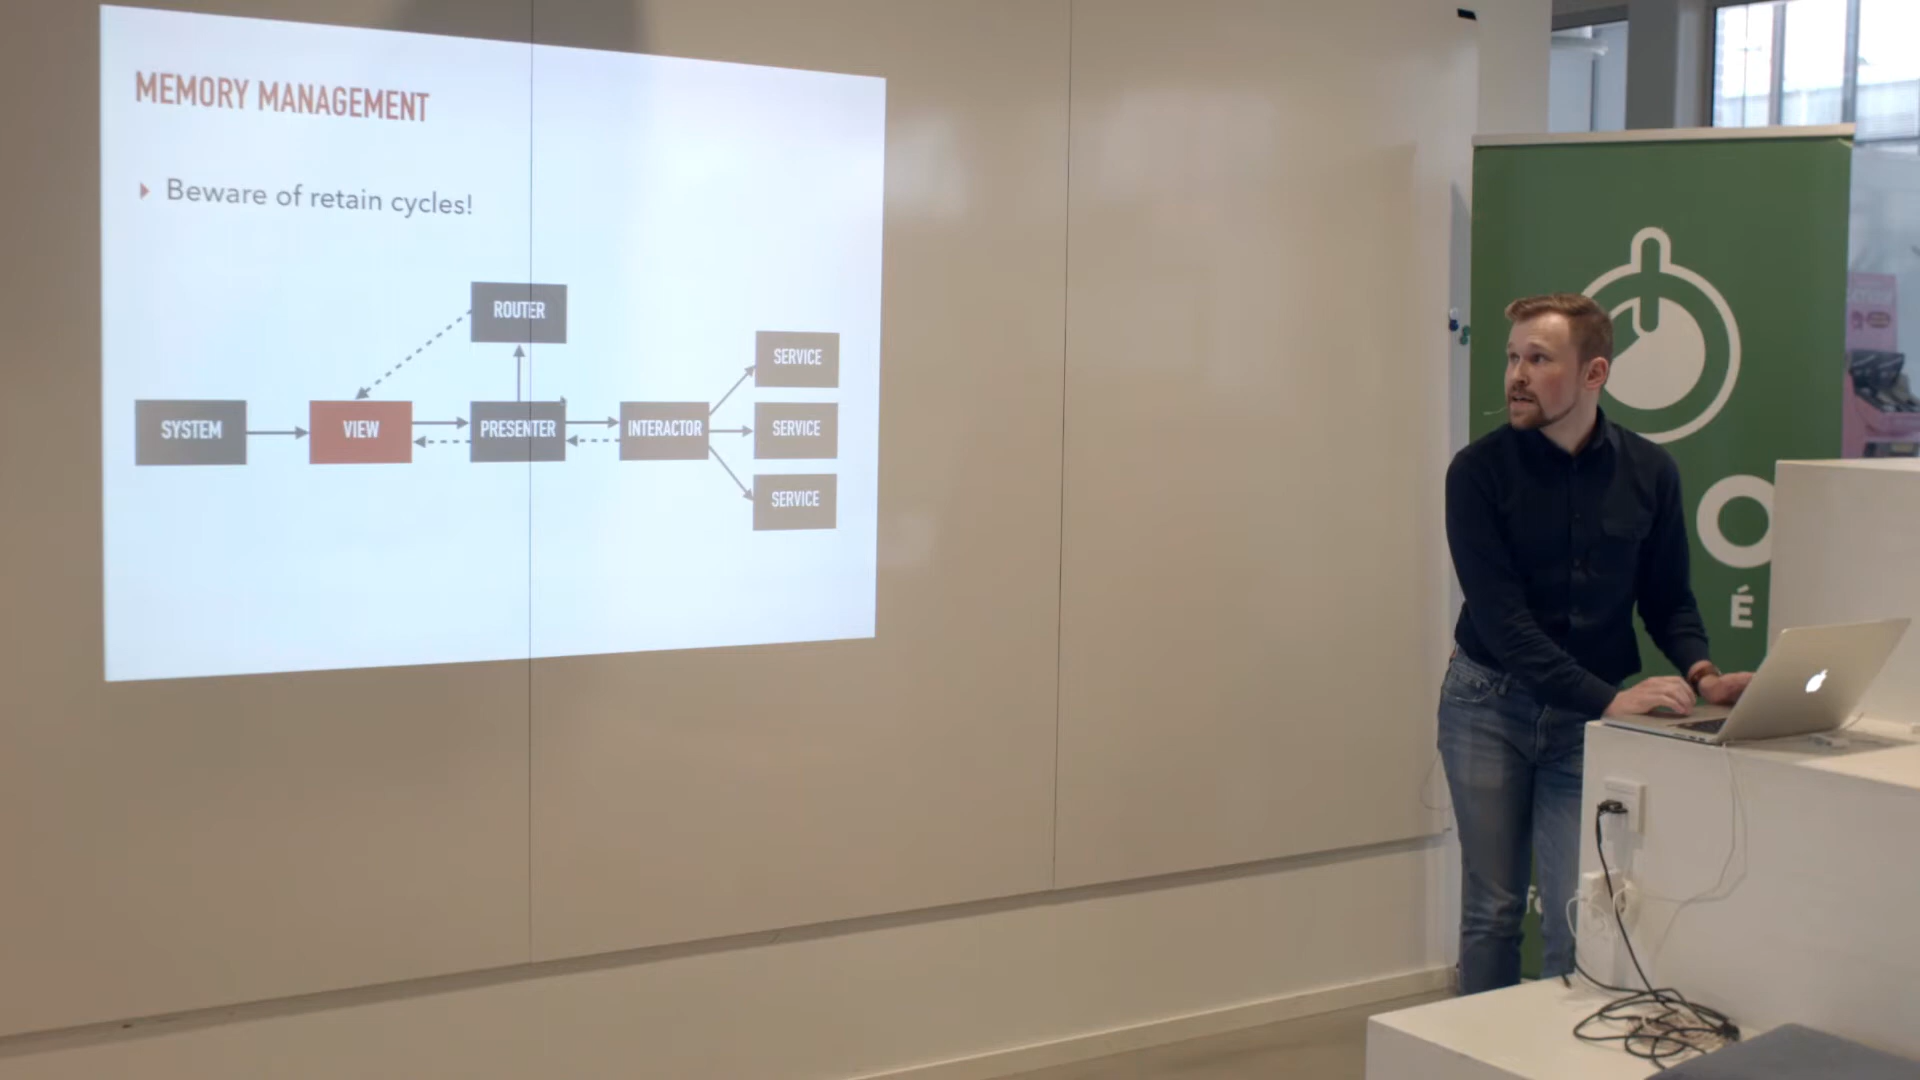 MEMORY MANAGEMENT
Beware of retain cycles!
ROUTER
SERVICE
SYSTEM
VIEW
PRESENTER
INTERACTOR
SERVICE
SERVICE
O
É